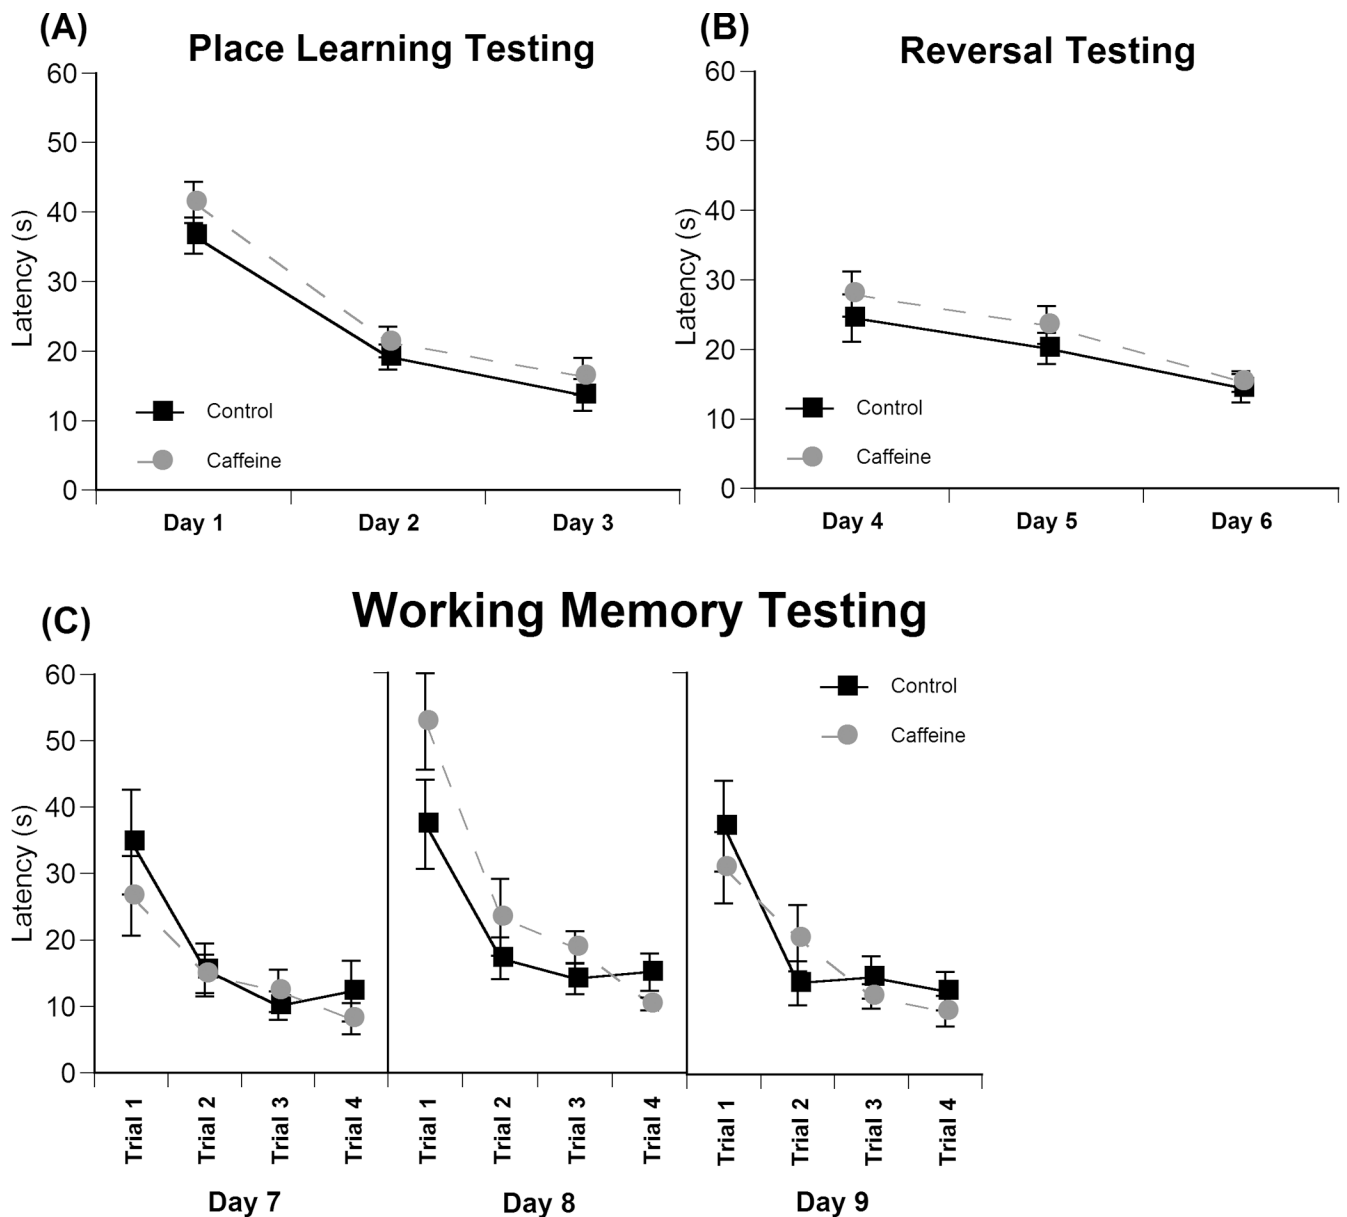 (A)
Place Learning Testing
60
50
40
30
20
10
0
Latency (s)
Control
Caffeine
Day 1 Day 2 Day 3
(B)
Reversal Testing
60
50
40
30
20
10
0
Latency (s)
Control
Caffeine
Day 4 Day 5 Day 6
(C)
Working Memory Testing
60
50
40
30
20
10
0
Latency (s)
Control
Caffeine
Trial 1 Trial 2 Trial 3 Trial 4 Trial 1 Trial 2 Trial 3 Trial 4 Trial 1 Trial 2 Trial 3 Trial 4
Day 7 Day 8 Day 9